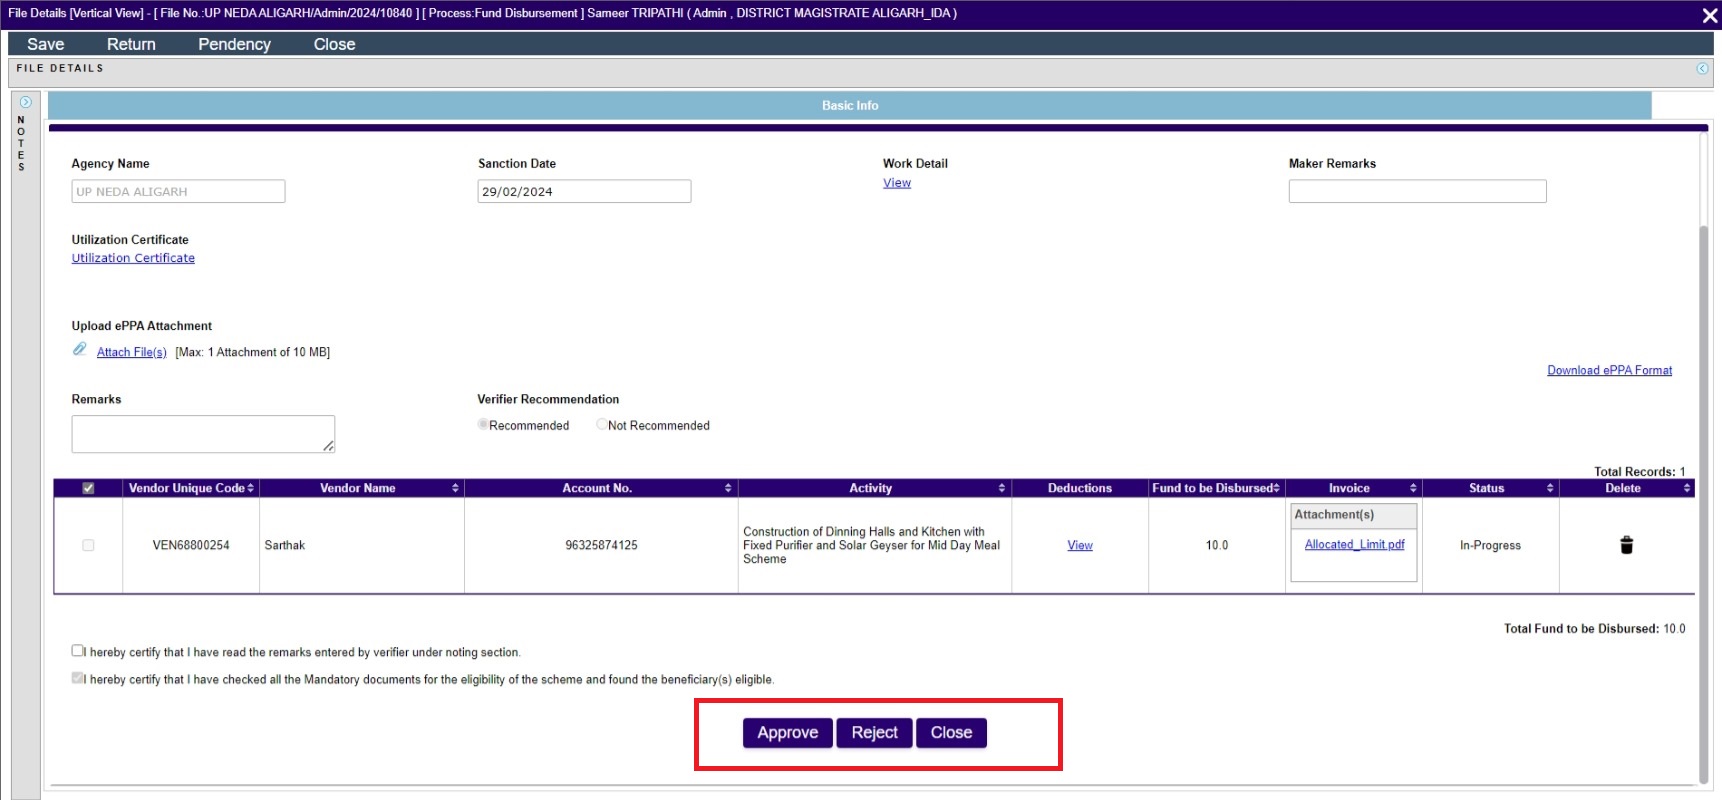 File Details [Vertical View] - [ File No.:UP NEDA ALIGARH/Admin/2024/10840 ] [ Process:Fund Disbursement ] Sameer TRIPATHI ( Admin , DISTRICT MAGISTRATE ALIGARH_IDA )
Save Return Pendency Close
FILE DETAILS
NOTES
Basic Info
Agency Name Sanction Date Work Detail Maker Remarks
View
UP NEDA ALIGARH 29/02/2024
Utilization Certificate
Utilization Certificate
Upload ePPA Attachment
Attach File(s) [Max: 1 Attachment of 10 MB]
Download ePPA Format
Remarks Verifier Recommendation
Recommended Not Recommended
Total Records: 1
Vendor Unique Code Vendor Name Account No. Activity Deductions Fund to be Disbursed Invoice Status Delete
Attachment(s)
Construction of Dinning Halls and Kitchen with
VEN68800254 Sarthak 96325874125 Fixed Purifier and Solar Geyser for Mid Day Meal View 10.0 Allocated_Limit.pdf In-Progress
Scheme
Total Fund to be Disbursed: 10.0
I hereby certify that I have read the remarks entered by verifier under noting section.
I hereby certify that I have checked all the Mandatory documents for the eligibility of the scheme and found the beneficiary(s) eligible.
Approve Reject Close